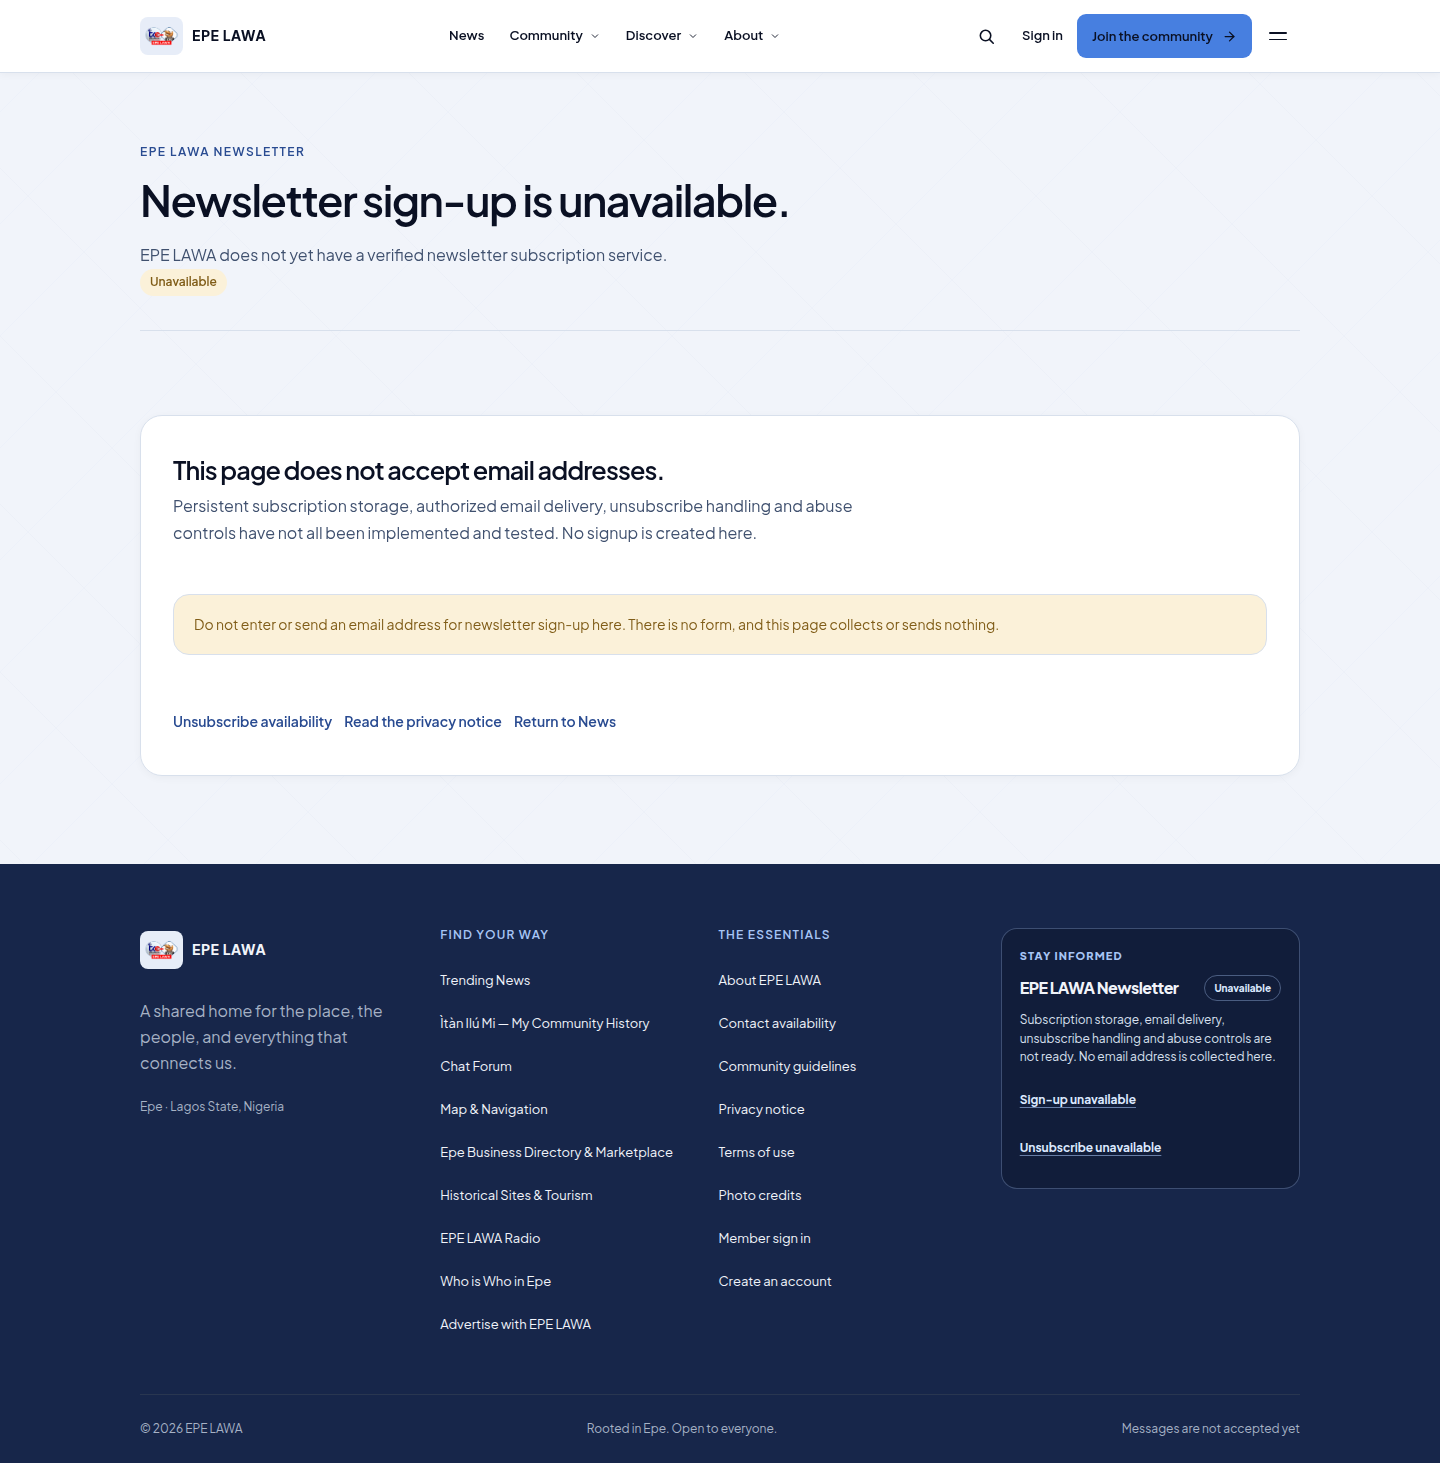 EPE LAWA
News
Community
Discover
About
Sign in
Join the community
EPE LAWA NEWSLETTER
Newsletter sign-up is unavailable.
EPE LAWA does not yet have a verified newsletter subscription service.
Unavailable
This page does not accept email addresses.
Persistent subscription storage, authorized email delivery, unsubscribe handling and abuse
controls have not all been implemented and tested. No signup is created here.
Do not enter or send an email address for newsletter sign-up here. There is no form, and this page collects or sends nothing.
Unsubscribe availability
Read the privacy notice
Return to News
EPE LAWA
A shared home for the place, the
people, and everything that
connects us.
Epe · Lagos State, Nigeria
FIND YOUR WAY
Trending News
Ìtàn Ilú Mi — My Community History
Chat Forum
Map & Navigation
Epe Business Directory & Marketplace
Historical Sites & Tourism
EPE LAWA Radio
Who is Who in Epe
Advertise with EPE LAWA
THE ESSENTIALS
About EPE LAWA
Contact availability
Community guidelines
Privacy notice
Terms of use
Photo credits
Member sign in
Create an account
STAY INFORMED
EPE LAWA Newsletter
Unavailable
Subscription storage, email delivery,
unsubscribe handling and abuse controls are
not ready. No email address is collected here.
Sign-up unavailable
Unsubscribe unavailable
© 2026 EPE LAWA
Rooted in Epe. Open to everyone.
Messages are not accepted yet